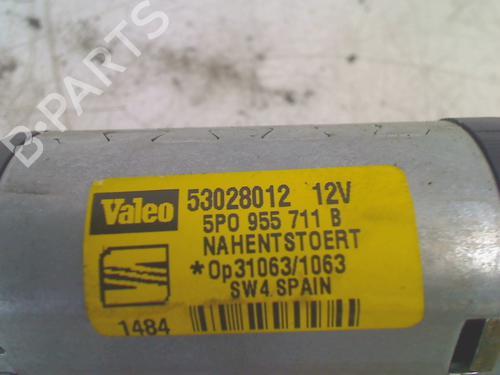 B-PARTS
Valeo 53028012 12V
5P0 955 711 B
NAHENTSTOERT
*Op31063/1063
SW4 SPAIN
1484